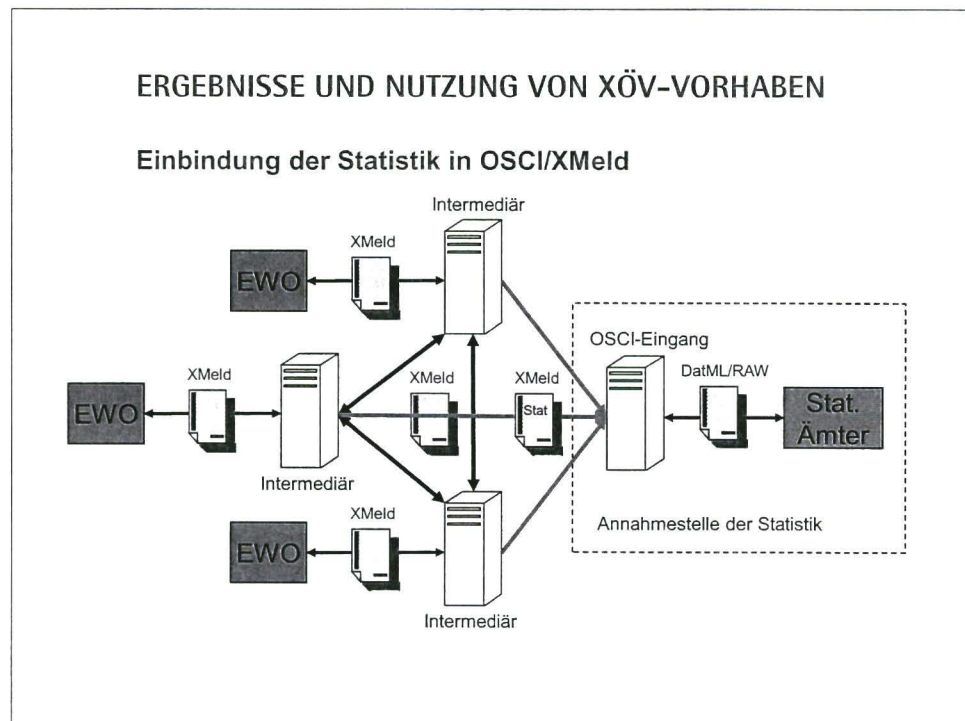 ERGEBNISSE UND NUTZUNG VON XÖV-VORHABEN
Einbindung der Statistik in OSCI/XMeld
Intermediär
XMeld
EWO
OSCI-Eingang
XMeld
XMeld
XMeld
DatML/RAW
EWO
Stat
Stat.
Ämter
Intermediär
XMeld
Annahmestelle der Statistik
EWO
Intermediär